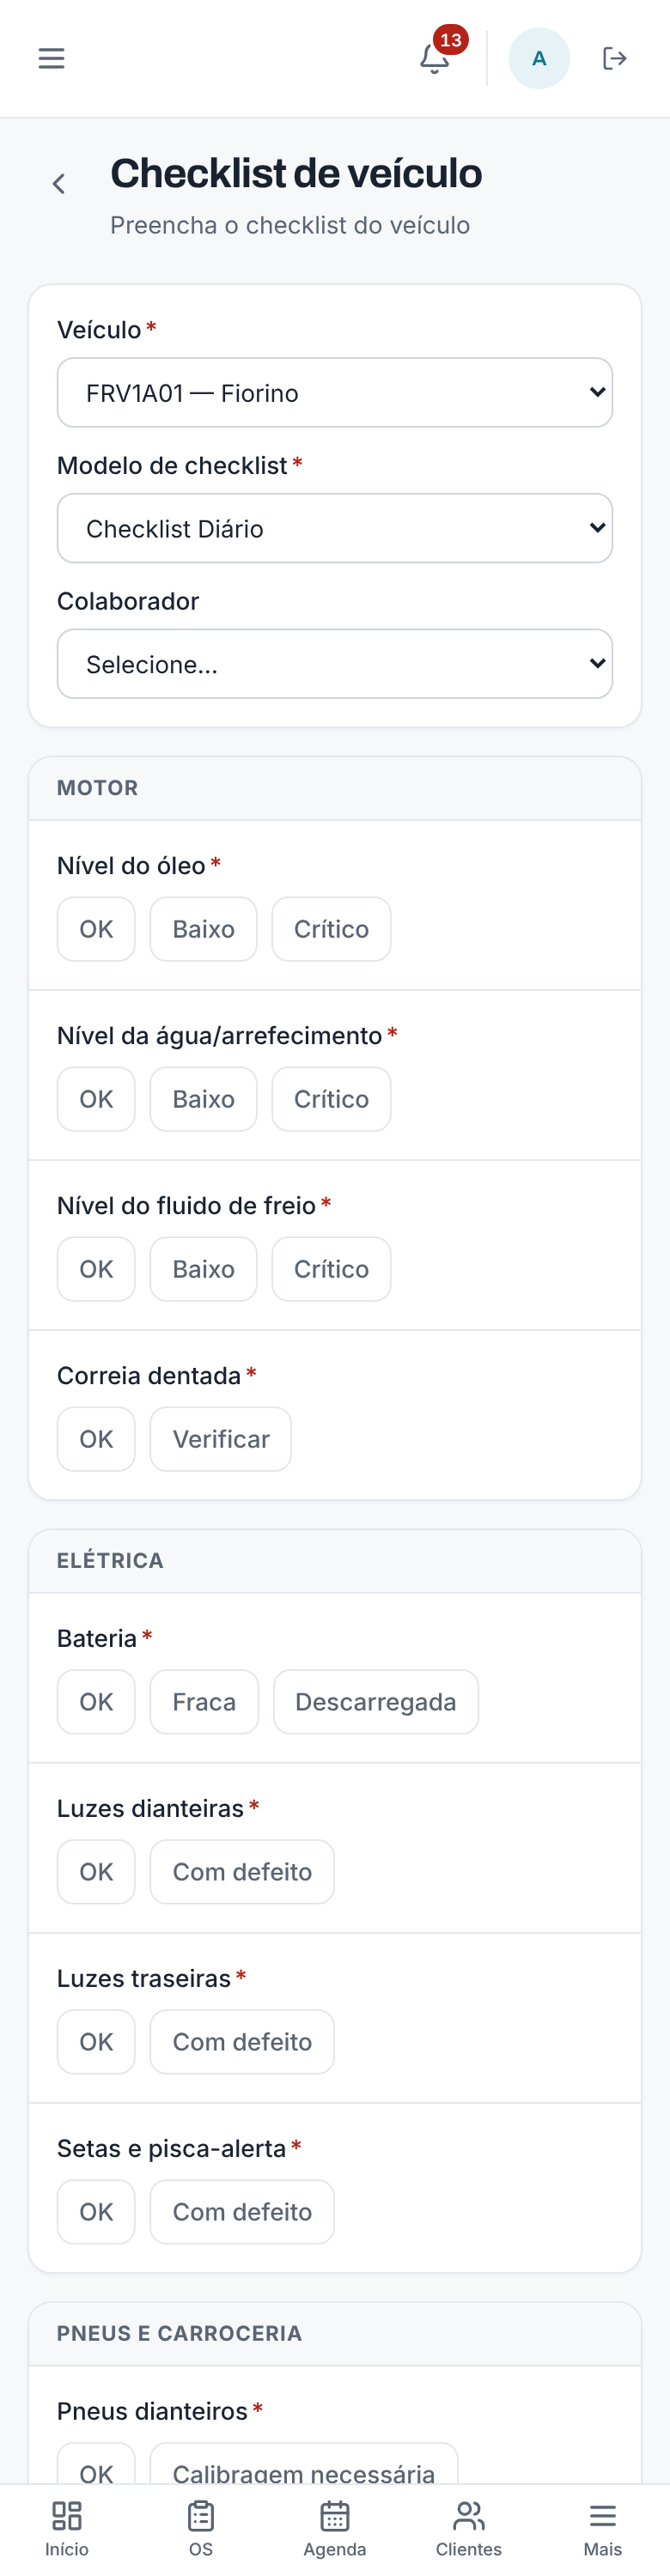 13
A
Checklist de veículo
Preencha o checklist do veículo
Veículo *
FRV1A01 — Fiorino
Modelo de checklist *
Checklist Diário
Colaborador
Selecione...
MOTOR
Nível do óleo *
OK Baixo Crítico
Nível da água/arrefecimento *
OK Baixo Crítico
Nível do fluido de freio *
OK Baixo Crítico
Correia dentada *
OK Verificar
ELÉTRICA
Bateria *
OK Fraca Descarregada
Luzes dianteiras *
OK Com defeito
Luzes traseiras *
OK Com defeito
Setas e pisca-alerta *
OK Com defeito
PNEUS E CARROCERIA
Pneus dianteiros *
OK Calibragem necessária
Início OS Agenda Clientes Mais